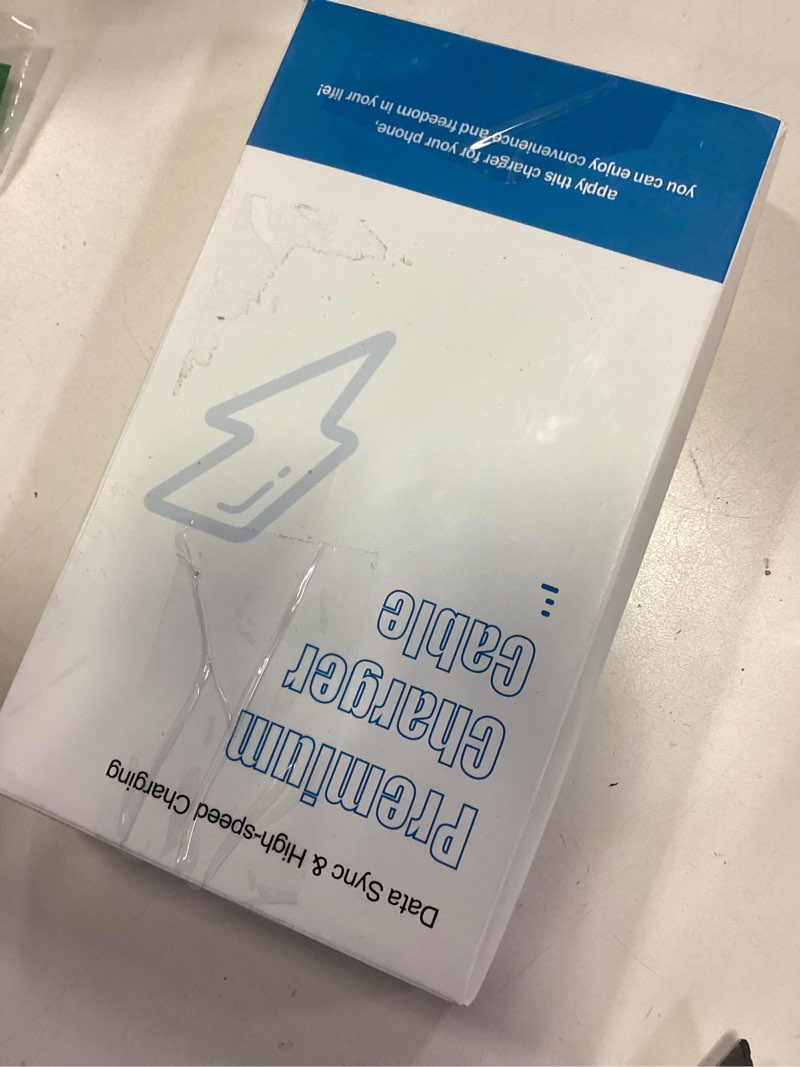 Data Sync & High-speed Charging
Premium
Charger
Cable
apply this charger for your phone,
you can enjoy convenience and freedom in your life!